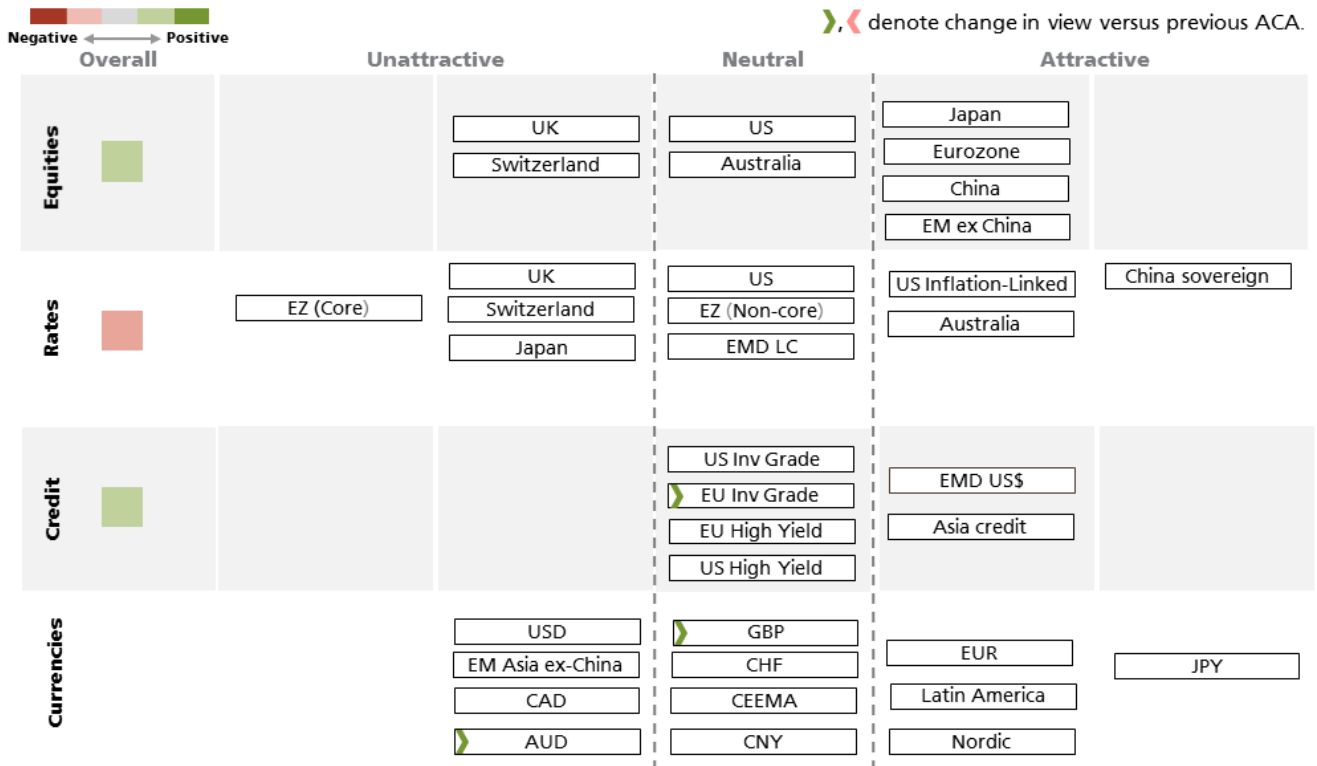 ❯,❮ denote change in view versus previous ACA.
Negative Positive
Overall Unattractive Neutral Attractive
Equities
UK
Switzerland
US
Australia
Japan
Eurozone
China
EM ex China
Rates
EZ (Core)
UK
Switzerland
Japan
US
EZ (Non-core)
EMD LC
US Inflation-Linked
Australia
China sovereign
Credit
US Inv Grade
EU Inv Grade
EU High Yield
US High Yield
EMD US$
Asia credit
Currencies
USD
EM Asia ex-China
CAD
AUD
GBP
CHF
CEEMA
CNY
EUR
Latin America
Nordic
JPY